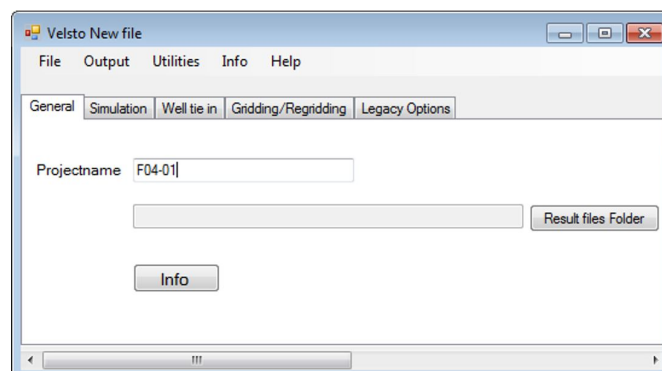 Velsto New file
File Output Utilities Info Help
General Simulation Well tie in Gridding/Regridding Legacy Options
Projectname F04-01
Result files Folder
Info